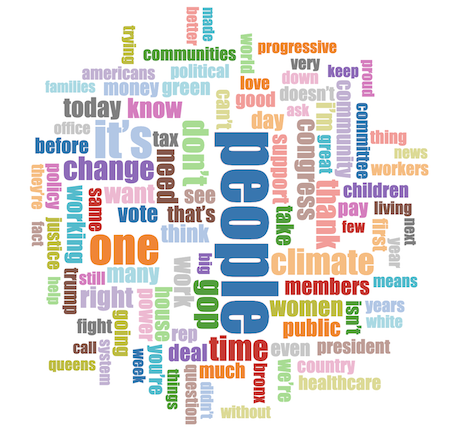 made
better
trying
communities
world
progressive
very
proud
americans
political
love
down
keep
families
money
green
good
doesn't
community
committee
today
know
can't
ask
i'm
day
great
thing
office
it's
tax
don't
people
support
congress
news
before
need
workers
they're
policy
change
see
thank
children
working
same
want
pay
living
vote
that's
take
few
first
next
fact
justice
think
one
year
climate
help
trump
still
many
work
big
gop
members
means
right
power
house
women
isn't
years
fight
going
rep
public
white
call
system
you're
deal
time
even
president
queens
week
things
question
much
bronx
we're
country
healthcare
didn't
without